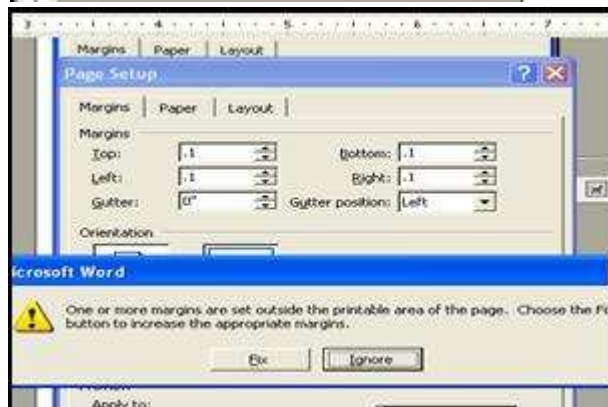 3 4 5 6 7
Margins Paper Layout
Page Setup
Margins Paper Layout
Margins
Top: .1 Bottom: .1
Left: .1 Right: .1
Gutter: 0" Gutter position: Left
Orientation
icrosoft Word
One or more margins are set outside the printable area of the page. Choose the
button to increase the appropriate margins.
Fix Ignore
Apply to: